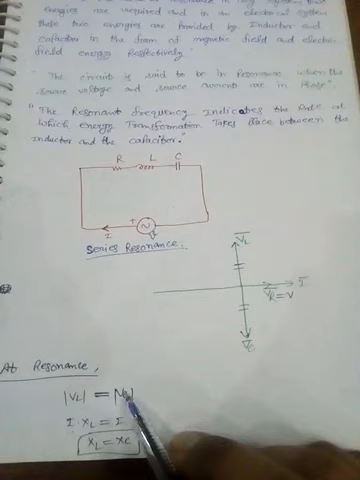 energies are required and in an electrical system
these two energies are provided by Inductor and
capacitor in the form of magnetic field and electric
field energy Respectively"
"The circuit is said to be in Resonance when the
source voltage and source current are in Phase"
"The Resonant frequency Indicates the Rate at
which energy Transformation Takes Place between the
Inductor and the capacitor."
R L C
+
I
Series Resonance:
VL
I
VR=V
VC
At Resonance,
|VL| =
I·XL = I
XL = XC